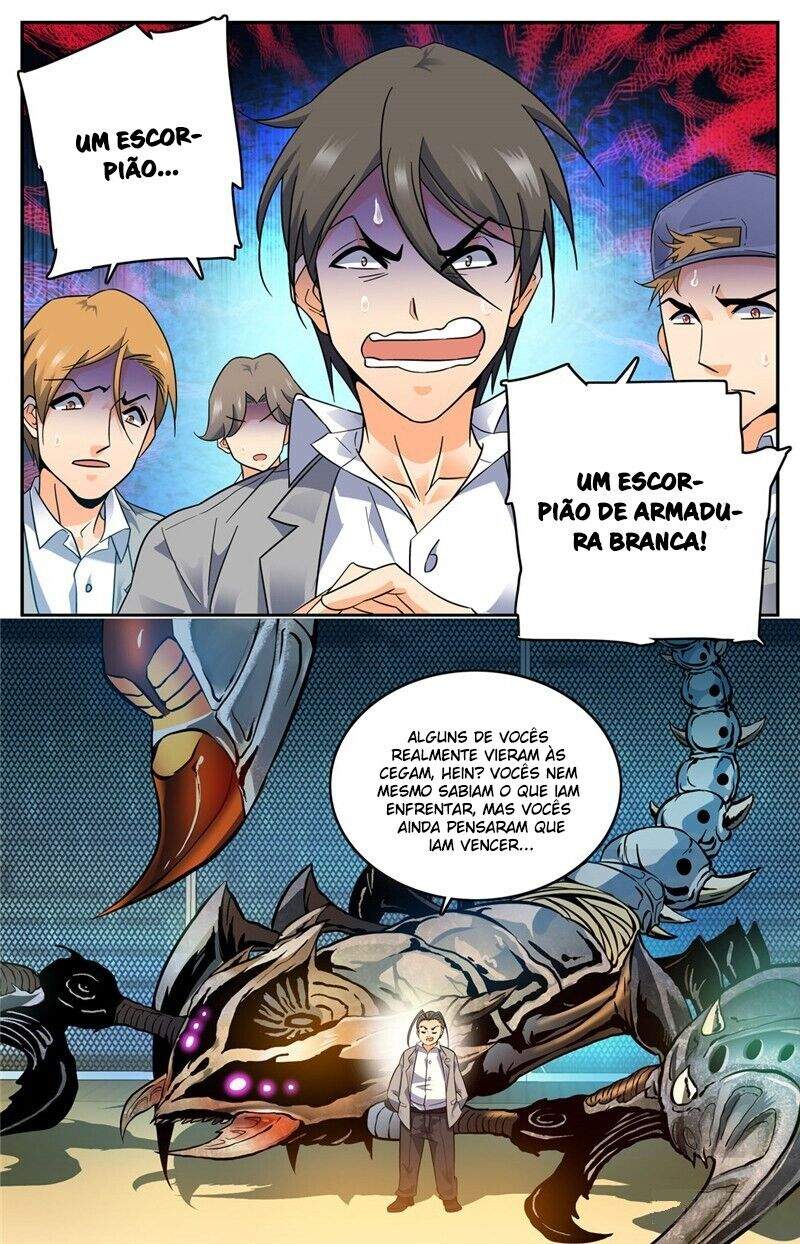 UM ESCOR-
PIÃO...
UM ESCOR-
PIÃO DE ARMADU-
RA BRANCA!
ALGUNS DE VOCÊS
REALMENTE VIERAM ÀS
CEGAM, HEIN? VOCÊS NEM
MESMO SABIAM O QUE IAM
ENFRENTAR, MAS VOCÊS
AINDA PENSARAM QUE
IAM VENCER...